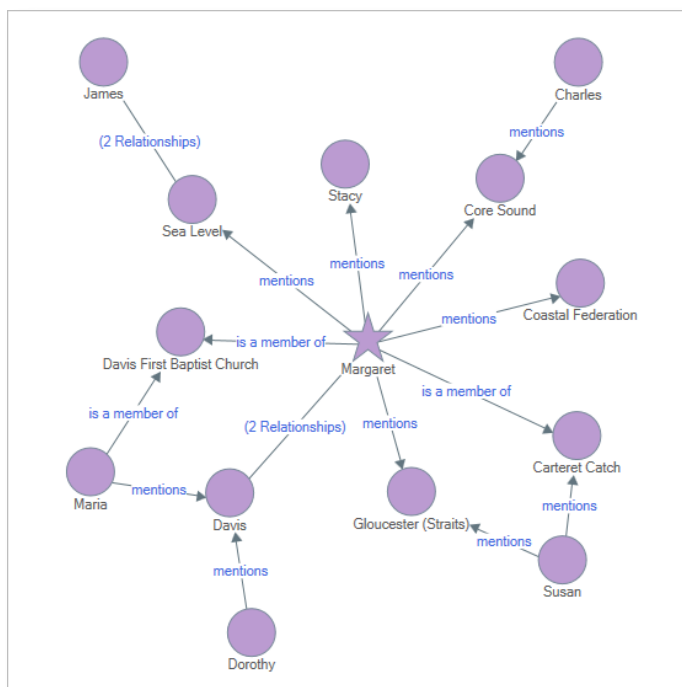 James
Charles
mentions
(2 Relationships)
Stacy
Core Sound
Sea Level
mentions
mentions
mentions
Coastal Federation
mentions
is a member of
Davis First Baptist Church
Margaret
is a member of
is a member of
(2 Relationships)
mentions
Carteret Catch
mentions
Maria
Davis
Gloucester (Straits)
mentions
mentions
mentions
Susan
Dorothy